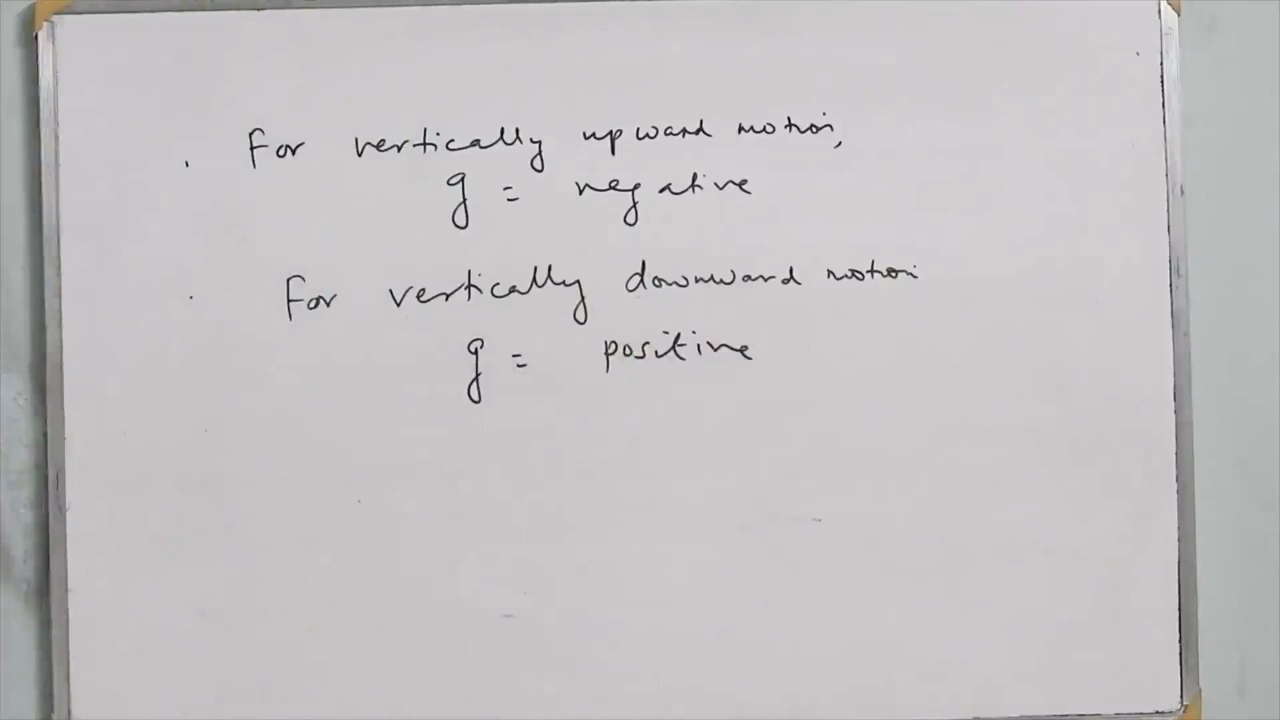 . For vertically upward motion,
g = negative
. For vertically downward motion
g = positive